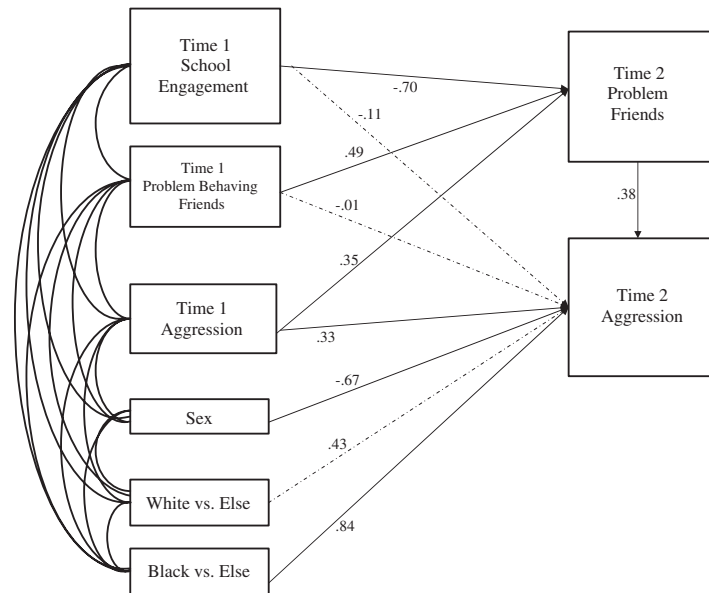 Time 1
School
Engagement
Time 2
Problem
Friends
-.70
-.11
.49
Time 1
Problem Behaving
Friends
.38
-.01
.35
Time 1
Aggression
Time 2
Aggression
.33
-.67
Sex
.43
White vs. Else
.84
Black vs. Else